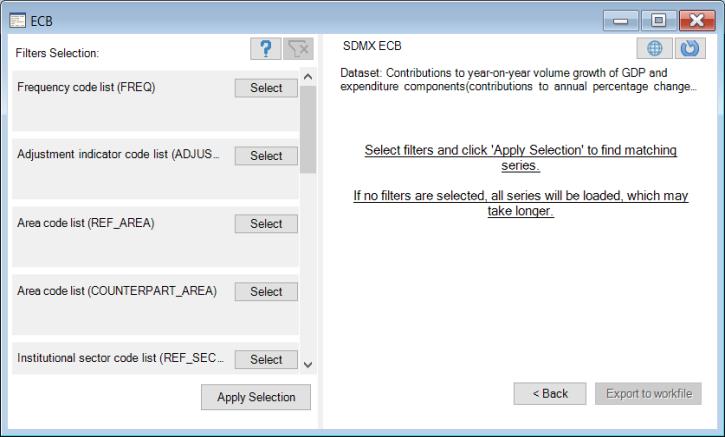 ECB
Filters Selection:
?
Frequency code list (FREQ)
Select
Adjustment indicator code list (ADJUS...
Select
Area code list (REF_AREA)
Select
Area code list (COUNTERPART_AREA)
Select
Institutional sector code list (REF_SEC...
Select
Apply Selection
SDMX ECB
Dataset: Contributions to year-on-year volume growth of GDP and
expenditure components(contributions to annual percentage change...
Select filters and click 'Apply Selection' to find matching
series.
If no filters are selected, all series will be loaded, which may
take longer.
< Back
Export to workfile